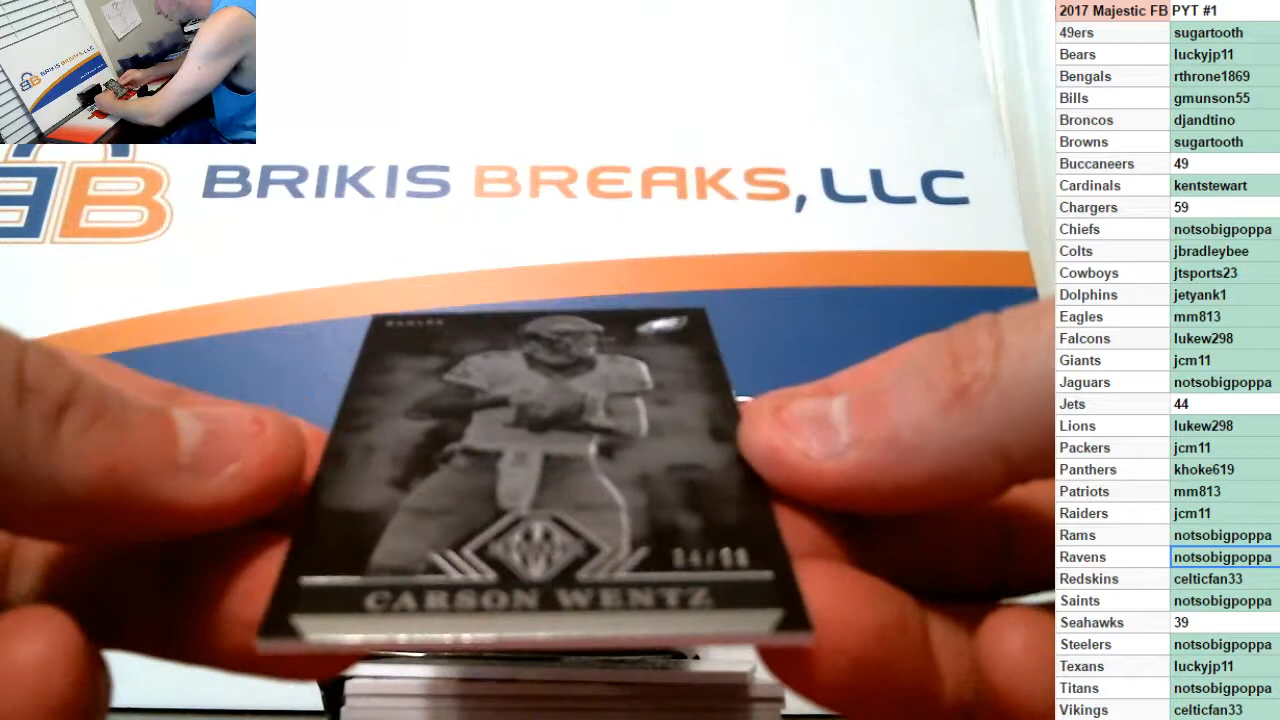 BRIKIS BREAKS, LLC
BRIKIS BREAKS, LLC
B
CARSON WENTZ
2017 Majestic FB PYT #1
49ers sugartooth
Bears luckyjp11
Bengals rthrone1869
Bills gmunson55
Broncos djandtino
Browns sugartooth
Buccaneers 49
Cardinals kentstewart
Chargers 59
Chiefs notsobigpoppa
Colts jbradleybee
Cowboys jtsports23
Dolphins jetyank1
Eagles mm813
Falcons lukew298
Giants jcm11
Jaguars notsobigpoppa
Jets 44
Lions lukew298
Packers jcm11
Panthers khoke619
Patriots mm813
Raiders jcm11
Rams notsobigpoppa
Ravens notsobigpoppa
Redskins celticfan33
Saints notsobigpoppa
Seahawks 39
Steelers notsobigpoppa
Texans luckyjp11
Titans notsobigpoppa
Vikings celticfan33